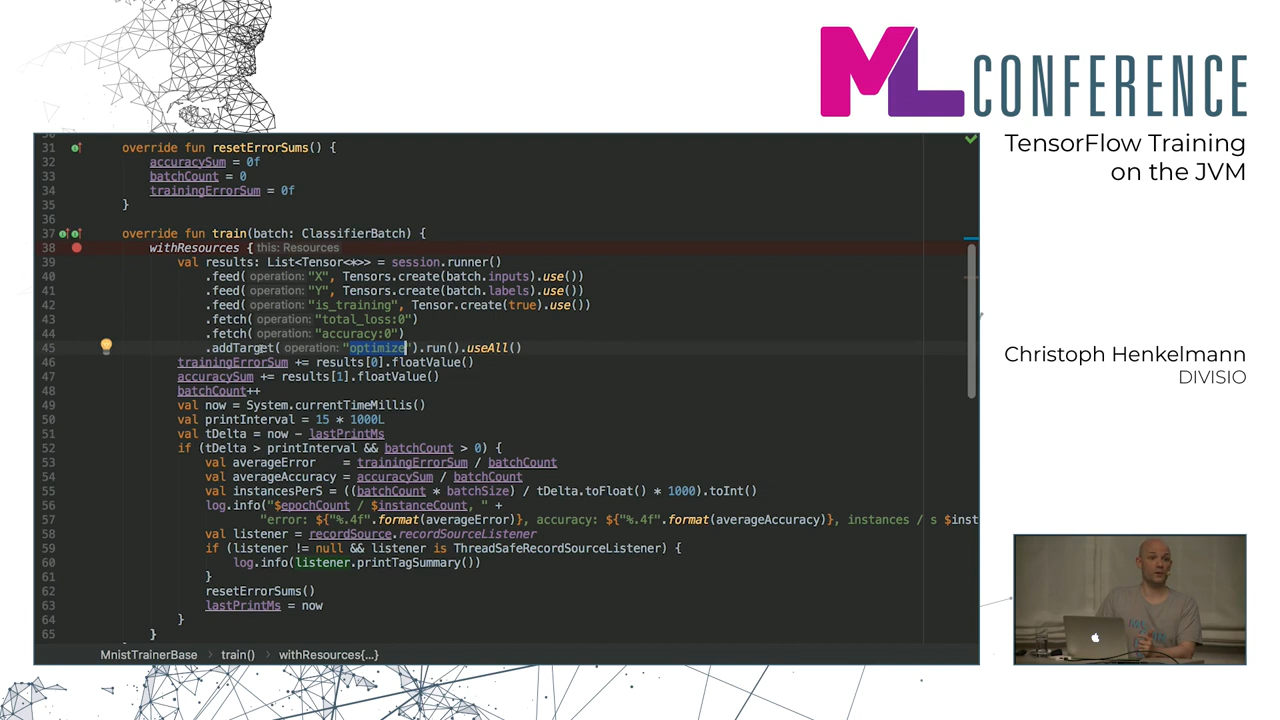 ML CONFERENCE
TensorFlow Training
on the JVM
Christoph Henkelmann
DIVISIO
31 override fun resetErrorSums() {
32 accuracySum = 0f
33 batchCount = 0
34 trainingErrorSum = 0f
35 }
36
37 override fun train(batch: ClassifierBatch) {
38 withResources { this: Resources
39 val results: List<Tensor<*>> = session.runner()
40 .feed( operation: "X", Tensors.create(batch.inputs).use())
41 .feed( operation: "Y", Tensors.create(batch.labels).use())
42 .feed( operation: "is_training", Tensor.create(true).use())
43 .fetch( operation: "total_loss:0")
44 .fetch( operation: "accuracy:0")
45 .addTarget( operation: "optimize").run().useAll()
46 trainingErrorSum += results[0].floatValue()
47 accuracySum += results[1].floatValue()
48 batchCount++
49 val now = System.currentTimeMillis()
50 val printInterval = 15 * 1000L
51 val tDelta = now - lastPrintMs
52 if (tDelta > printInterval && batchCount > 0) {
53 val averageError = trainingErrorSum / batchCount
54 val averageAccuracy = accuracySum / batchCount
55 val instancesPerS = ((batchCount * batchSize) / tDelta.toFloat() * 1000).toInt()
56 log.info("$epochCount / $instanceCount, " +
57 "error: ${"%.4f".format(averageError)}, accuracy: ${"%.4f".format(averageAccuracy)}, instances / s $inst
58 val listener = recordSource.recordSourceListener
59 if (listener != null && listener is ThreadSafeRecordSourceListener) {
60 log.info(listener.printTagSummary())
61 }
62 resetErrorSums()
63 lastPrintMs = now
64 }
65 }
MnistTrainerBase › train() › withResources{...}